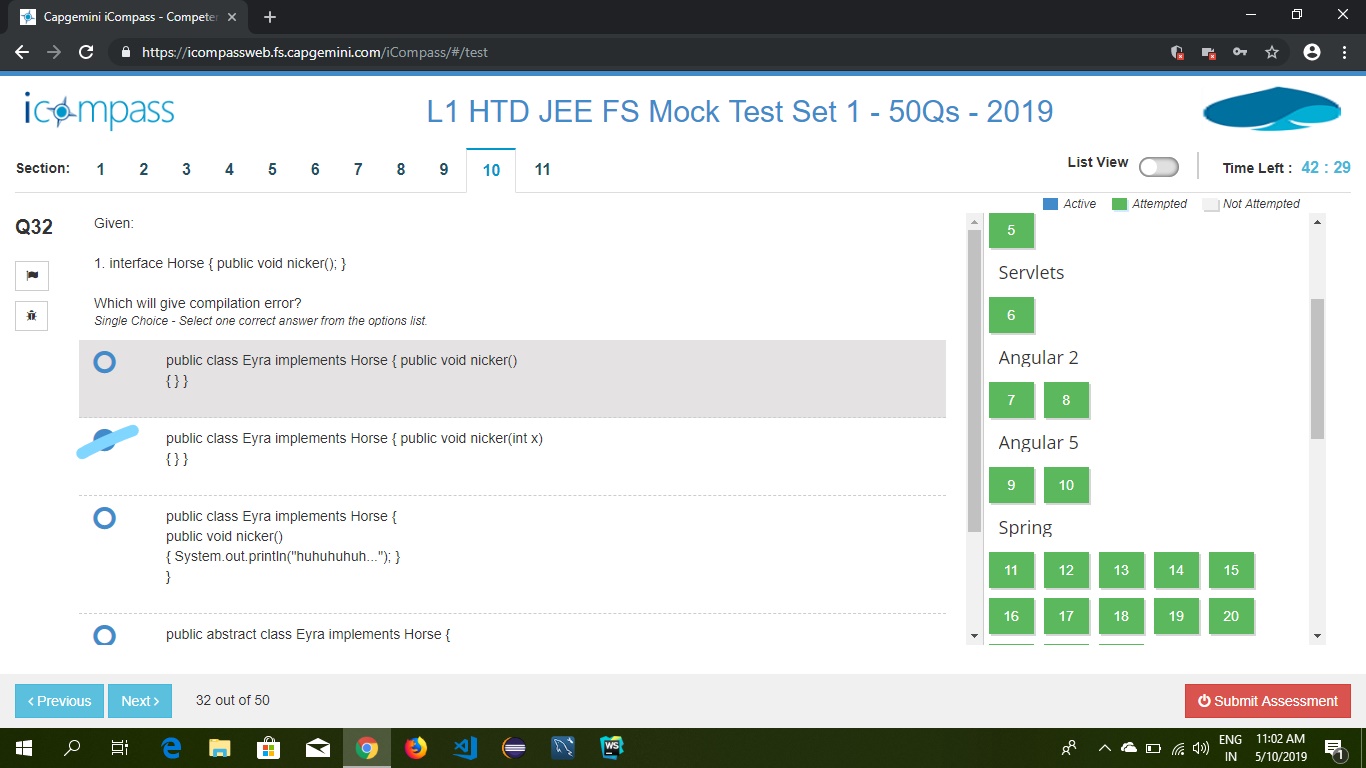 Capgemini iCompass - Competen
https://icompassweb.fs.capgemini.com/iCompass/#/test
icompass
L1 HTD JEE FS Mock Test Set 1 - 50Qs - 2019
Section: 1 2 3 4 5 6 7 8 9 10 11
List View
Time Left : 42 : 29
Active Attempted Not Attempted
Q32
Given:
1. interface Horse { public void nicker(); }
Which will give compilation error?
Single Choice - Select one correct answer from the options list.
public class Eyra implements Horse { public void nicker()
{ } }
public class Eyra implements Horse { public void nicker(int x)
{ } }
public class Eyra implements Horse {
public void nicker()
{ System.out.println("huhuhuhuh..."); }
}
public abstract class Eyra implements Horse {
5
Servlets
6
Angular 2
7 8
Angular 5
9 10
Spring
11 12 13 14 15
16 17 18 19 20
< Previous
Next >
32 out of 50
Submit Assessment
WS
ENG
IN
11:02 AM
5/10/2019
1